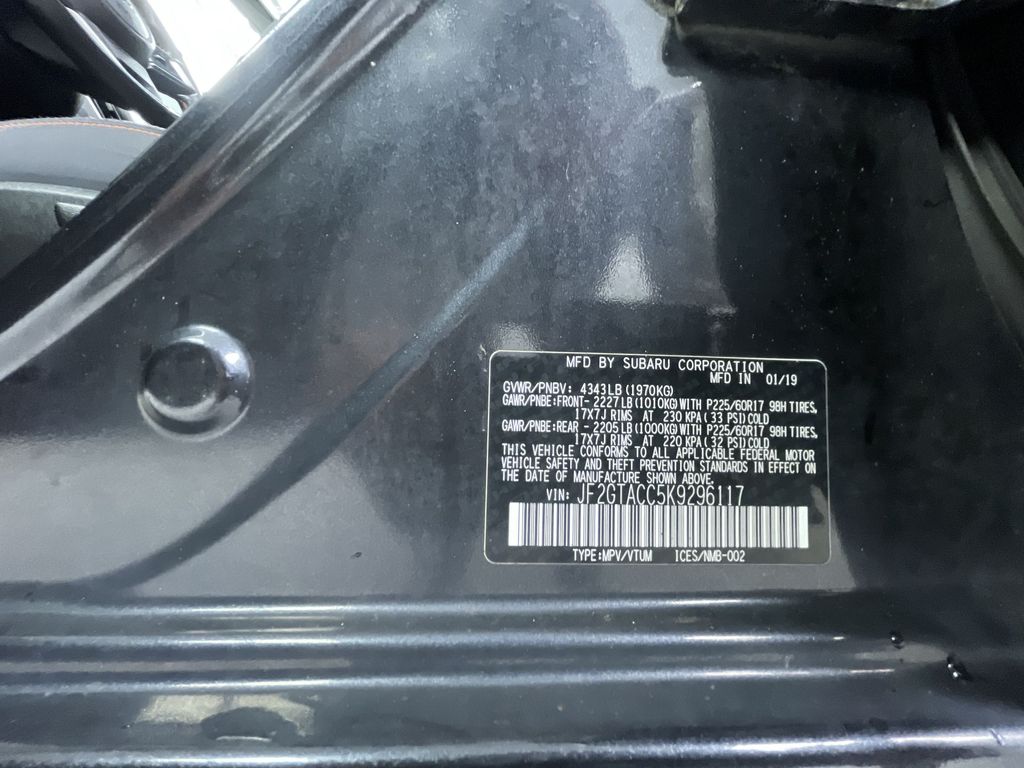 MFD BY SUBARU CORPORATION
MFD IN 01/19
GVWR/PNBV: 4343LB(1970KG)
GAWR/PNBE:FRONT- 2227LB(1010KG)WITH P225/60R17 98H TIRES,
17X7J RIMS AT 230 KPA(33 PSI)COLD
GAWR/PNBE:REAR - 2205LB(1000KG)WITH P225/60R17 98H TIRES,
17X7J RIMS AT 220 KPA(32 PSI)COLD
THIS VEHICLE CONFORMS TO ALL APPLICABLE FEDERAL MOTOR
VEHICLE SAFETY AND THEFT PREVENTION STANDARDS IN EFFECT ON
THE DATE OF MANUFACTURE SHOWN ABOVE.
VIN: JF2GTACC5K9296117
TYPE:MPV/VTUM ICES/NMB-002